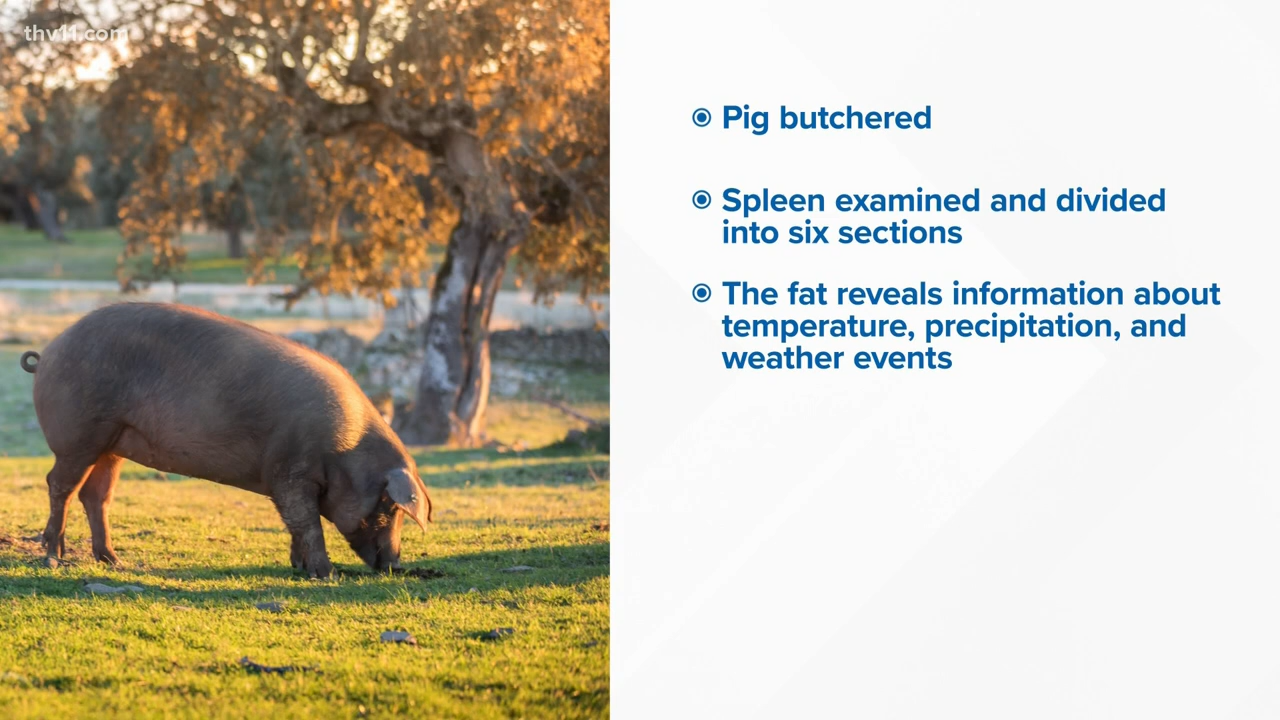 thv11.com
Pig butchered
Spleen examined and divided
into six sections
The fat reveals information about
temperature, precipitation, and
weather events